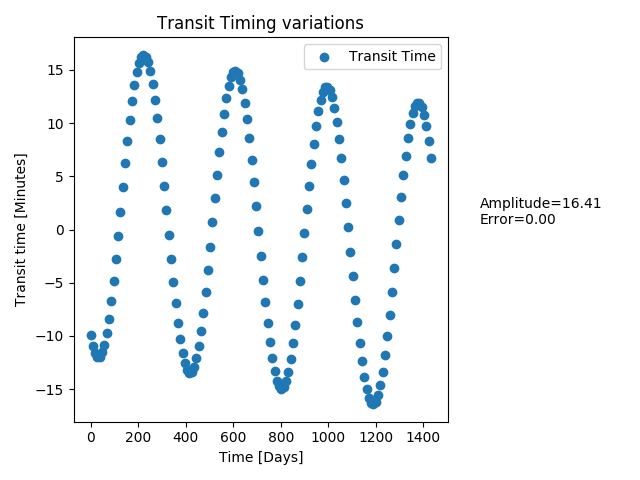 Transit Timing variations
Transit Time
Transit time [Minutes]
15
10
5
0
−5
−10
−15
0
200
400
600
800
1000
1200
1400
Time [Days]
Amplitude=16.41
Error=0.00